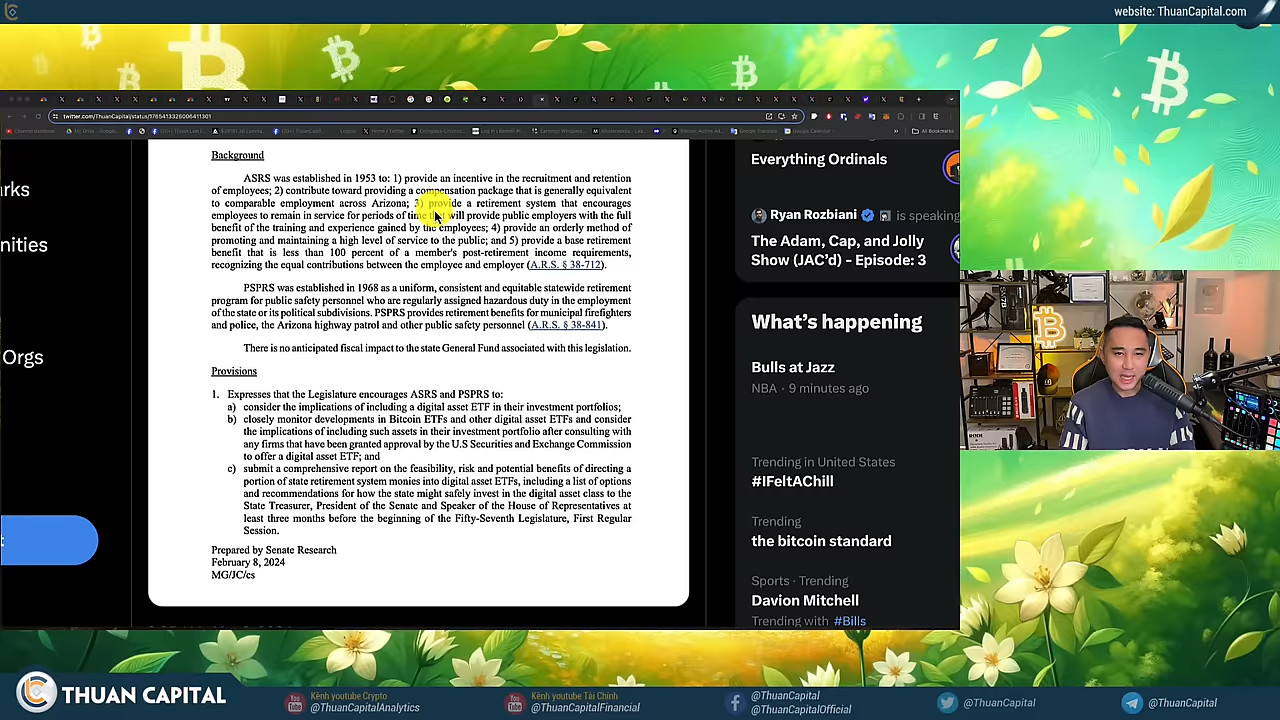 website: ThuanCapital.com
twitter.com/ThuanCapital/status/1765413326006411301
All Bookmarks
Background
ASRS was established in 1953 to: 1) provide an incentive in the recruitment and retention
of employees; 2) contribute toward providing a compensation package that is generally equivalent
to comparable employment across Arizona; 3) provide a retirement system that encourages
employees to remain in service for periods of time that will provide public employers with the full
benefit of the training and experience gained by the employees; 4) provide an orderly method of
promoting and maintaining a high level of service to the public; and 5) provide a base retirement
benefit that is less than 100 percent of a member's post-retirement income requirements,
recognizing the equal contributions between the employee and employer (A.R.S. § 38-712).
PSPRS was established in 1968 as a uniform, consistent and equitable statewide retirement
program for public safety personnel who are regularly assigned hazardous duty in the employment
of the state or its political subdivisions. PSPRS provides retirement benefits for municipal firefighters
and police, the Arizona highway patrol and other public safety personnel (A.R.S. § 38-841).
There is no anticipated fiscal impact to the state General Fund associated with this legislation.
Provisions
1. Expresses that the Legislature encourages ASRS and PSPRS to:
a) consider the implications of including a digital asset ETF in their investment portfolios;
b) closely monitor developments in Bitcoin ETFs and other digital asset ETFs and consider
the implications of including such assets in their investment portfolio after consulting with
any firms that have been granted approval by the U.S Securities and Exchange Commission
to offer a digital asset ETF; and
c) submit a comprehensive report on the feasibility, risk and potential benefits of directing a
portion of state retirement system monies into digital asset ETFs, including a list of options
and recommendations for how the state might safely invest in the digital asset class to the
State Treasurer, President of the Senate and Speaker of the House of Representatives at
least three months before the beginning of the Fifty-Seventh Legislature, First Regular
Session.
Prepared by Senate Research
February 8, 2024
MG/JC/cs
rks
nities
Orgs
Everything Ordinals
Ryan Rozbiani is speaking
The Adam, Cap, and Jolly
Show (JAC'd) - Episode: 3
What's happening
Bulls at Jazz
NBA · 9 minutes ago
Trending in United States
#IFeltAChill
Trending
the bitcoin standard
Sports · Trending
Davion Mitchell
Trending with #Bills
THUAN CAPITAL
Kênh youtube Crypto
@ThuanCapitalAnalytics
Kênh youtube Tài Chính
@ThuanCapitalFinancial
@ThuanCapital
@ThuanCapitalOfficial
@ThuanCapital
@ThuanCapital